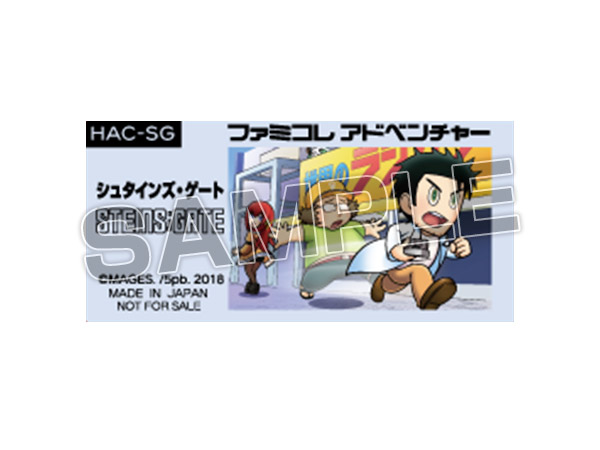 HAC-SG
ファミコレ アドベンチャー
シュタインズ・ゲート
STEINS;GATE
©MAGES. /5pb. 2018
MADE IN JAPAN
NOT FOR SALE
SAMPLE